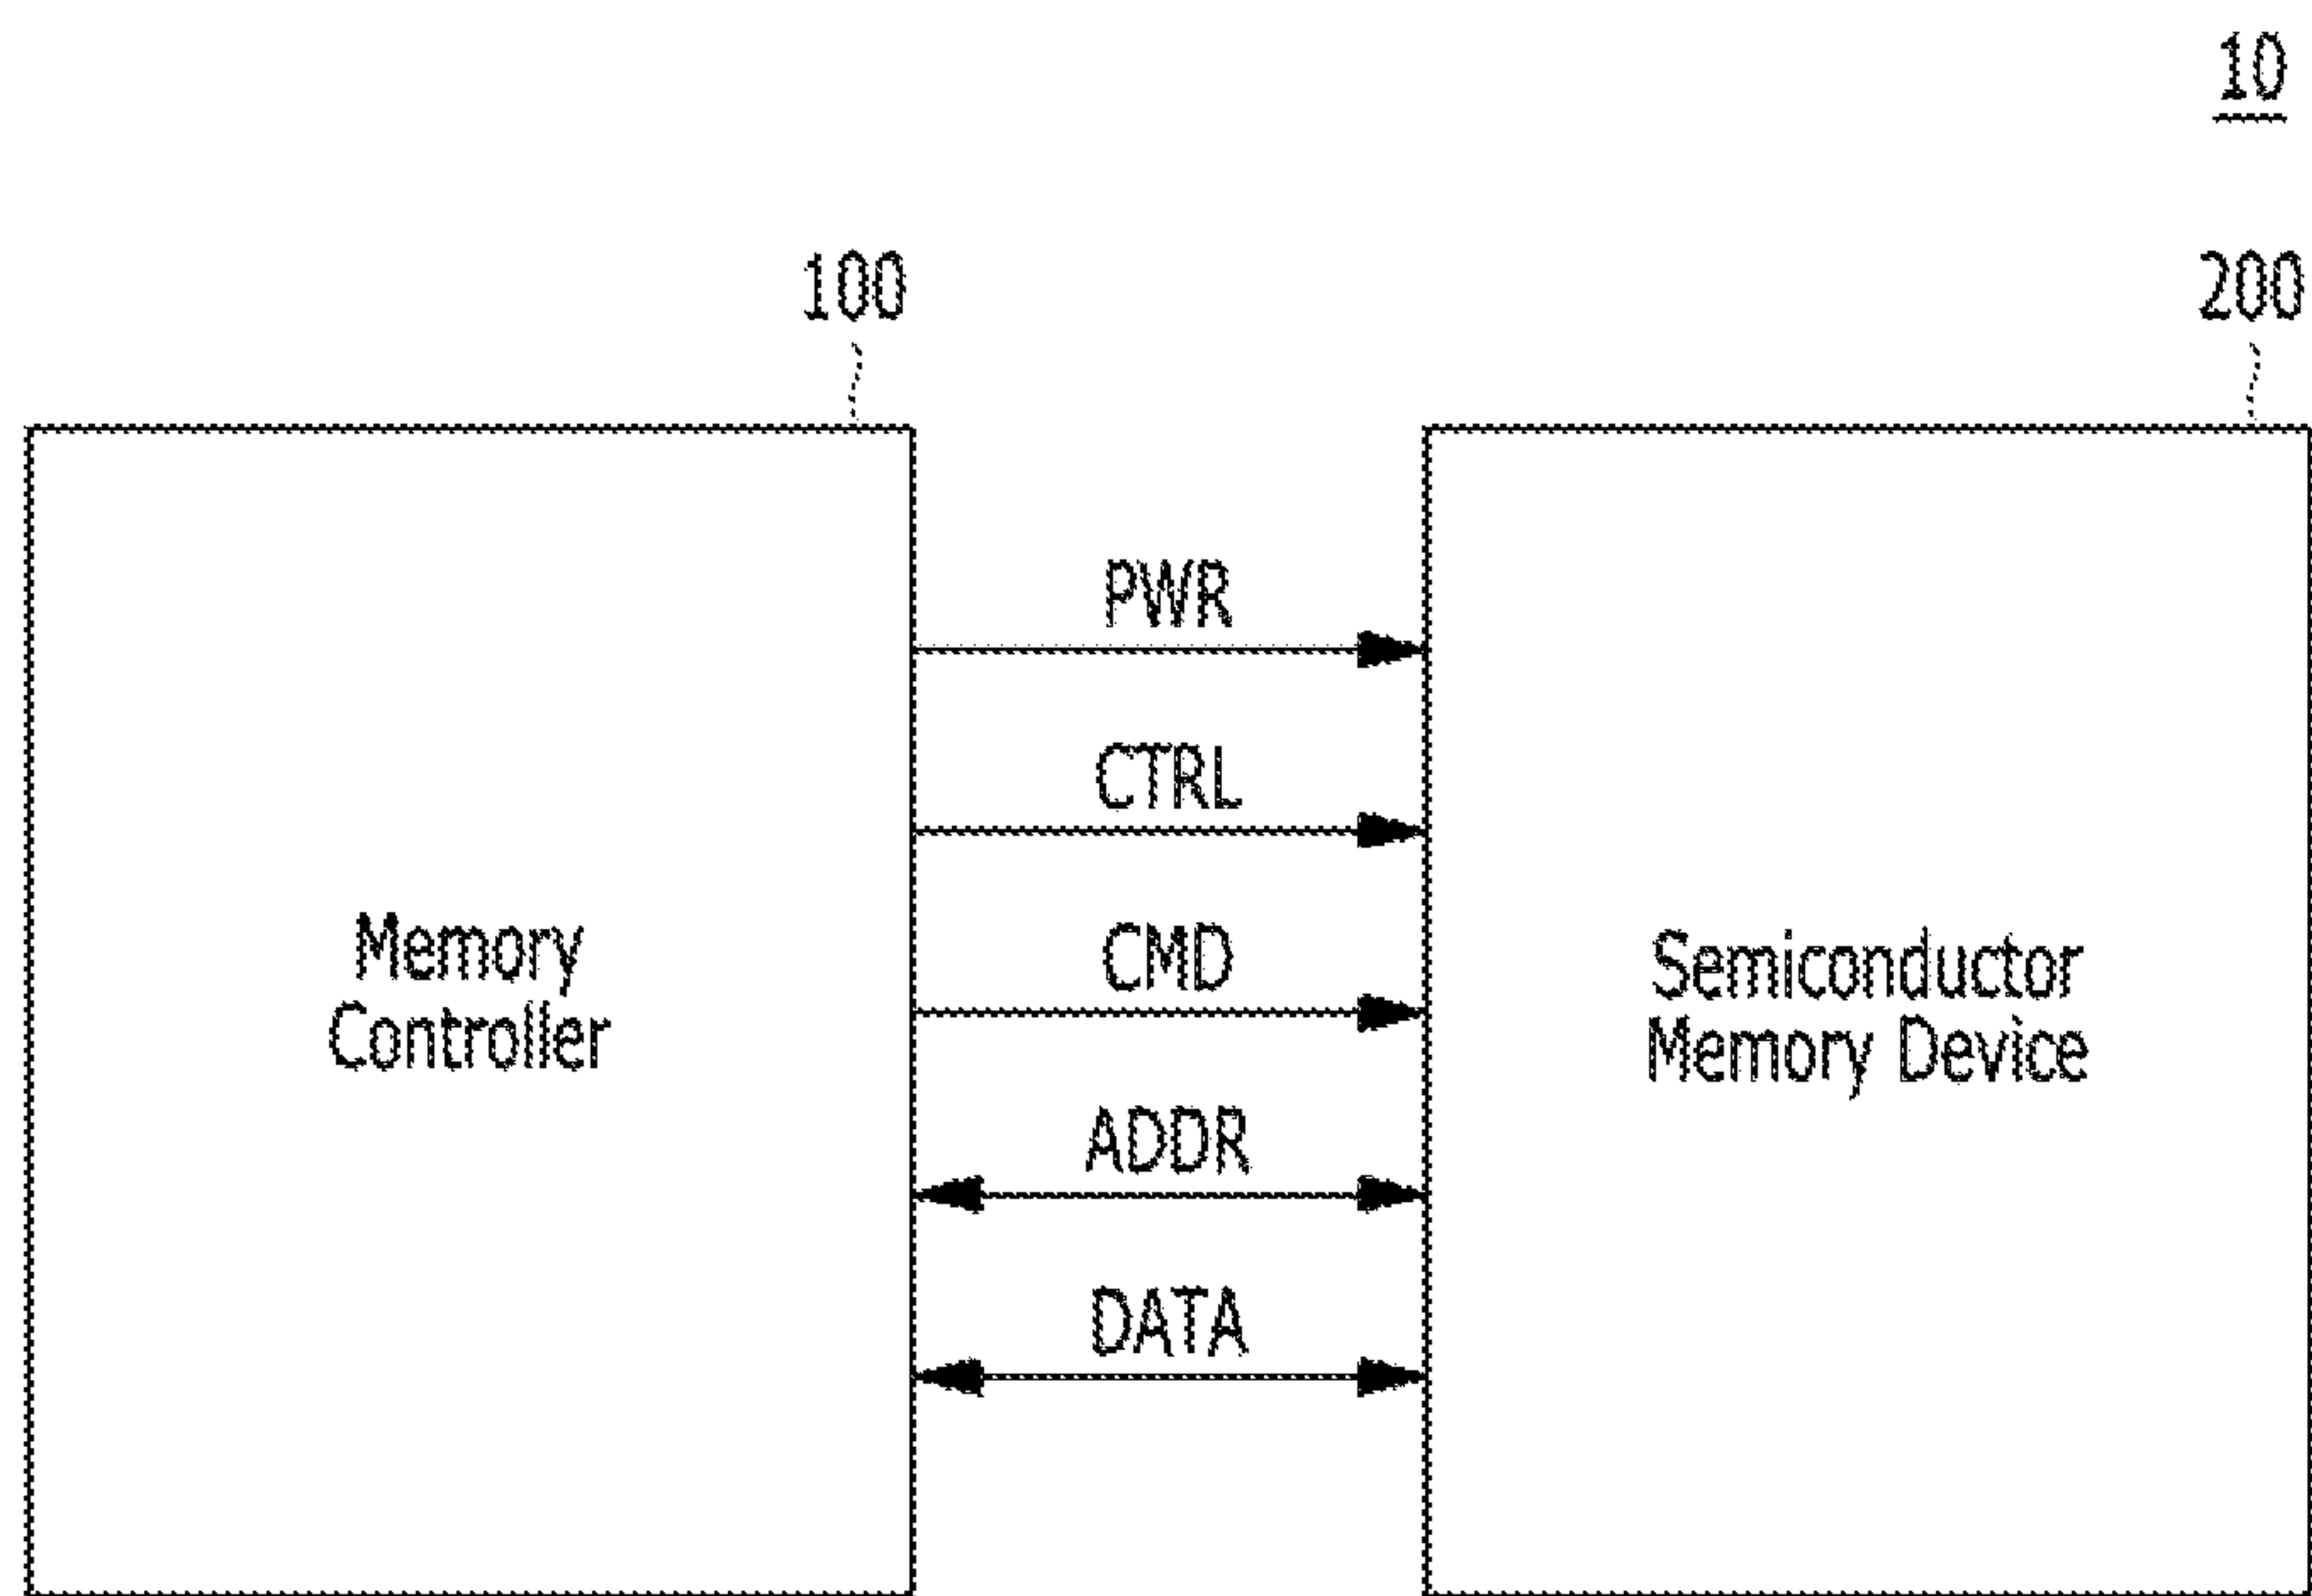 10
100
200
PWR
CTRL
CMD
ADDR
DATA
Memory
Controller
Semiconductor
Memory Device